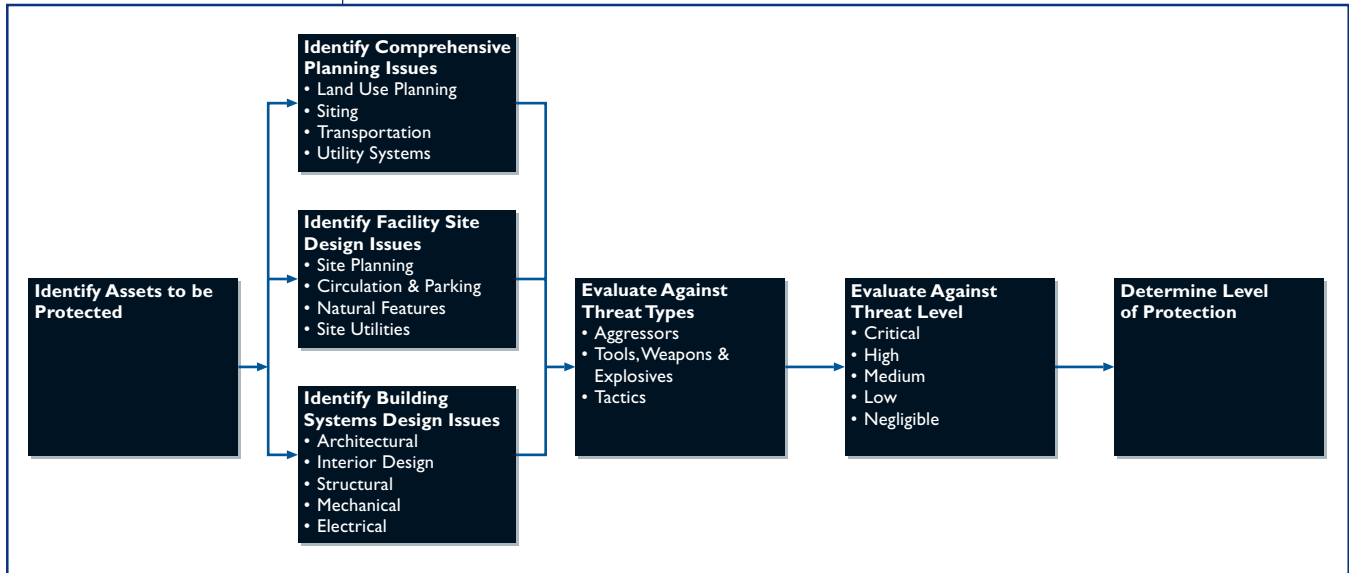 Identify Assets to be
Protected
Identify Comprehensive
Planning Issues
• Land Use Planning
• Siting
• Transportation
• Utility Systems
Identify Facility Site
Design Issues
• Site Planning
• Circulation & Parking
• Natural Features
• Site Utilities
Identify Building
Systems Design Issues
• Architectural
• Interior Design
• Structural
• Mechanical
• Electrical
Evaluate Against
Threat Types
• Aggressors
• Tools, Weapons &
Explosives
• Tactics
Evaluate Against
Threat Level
• Critical
• High
• Medium
• Low
• Negligible
Determine Level
of Protection